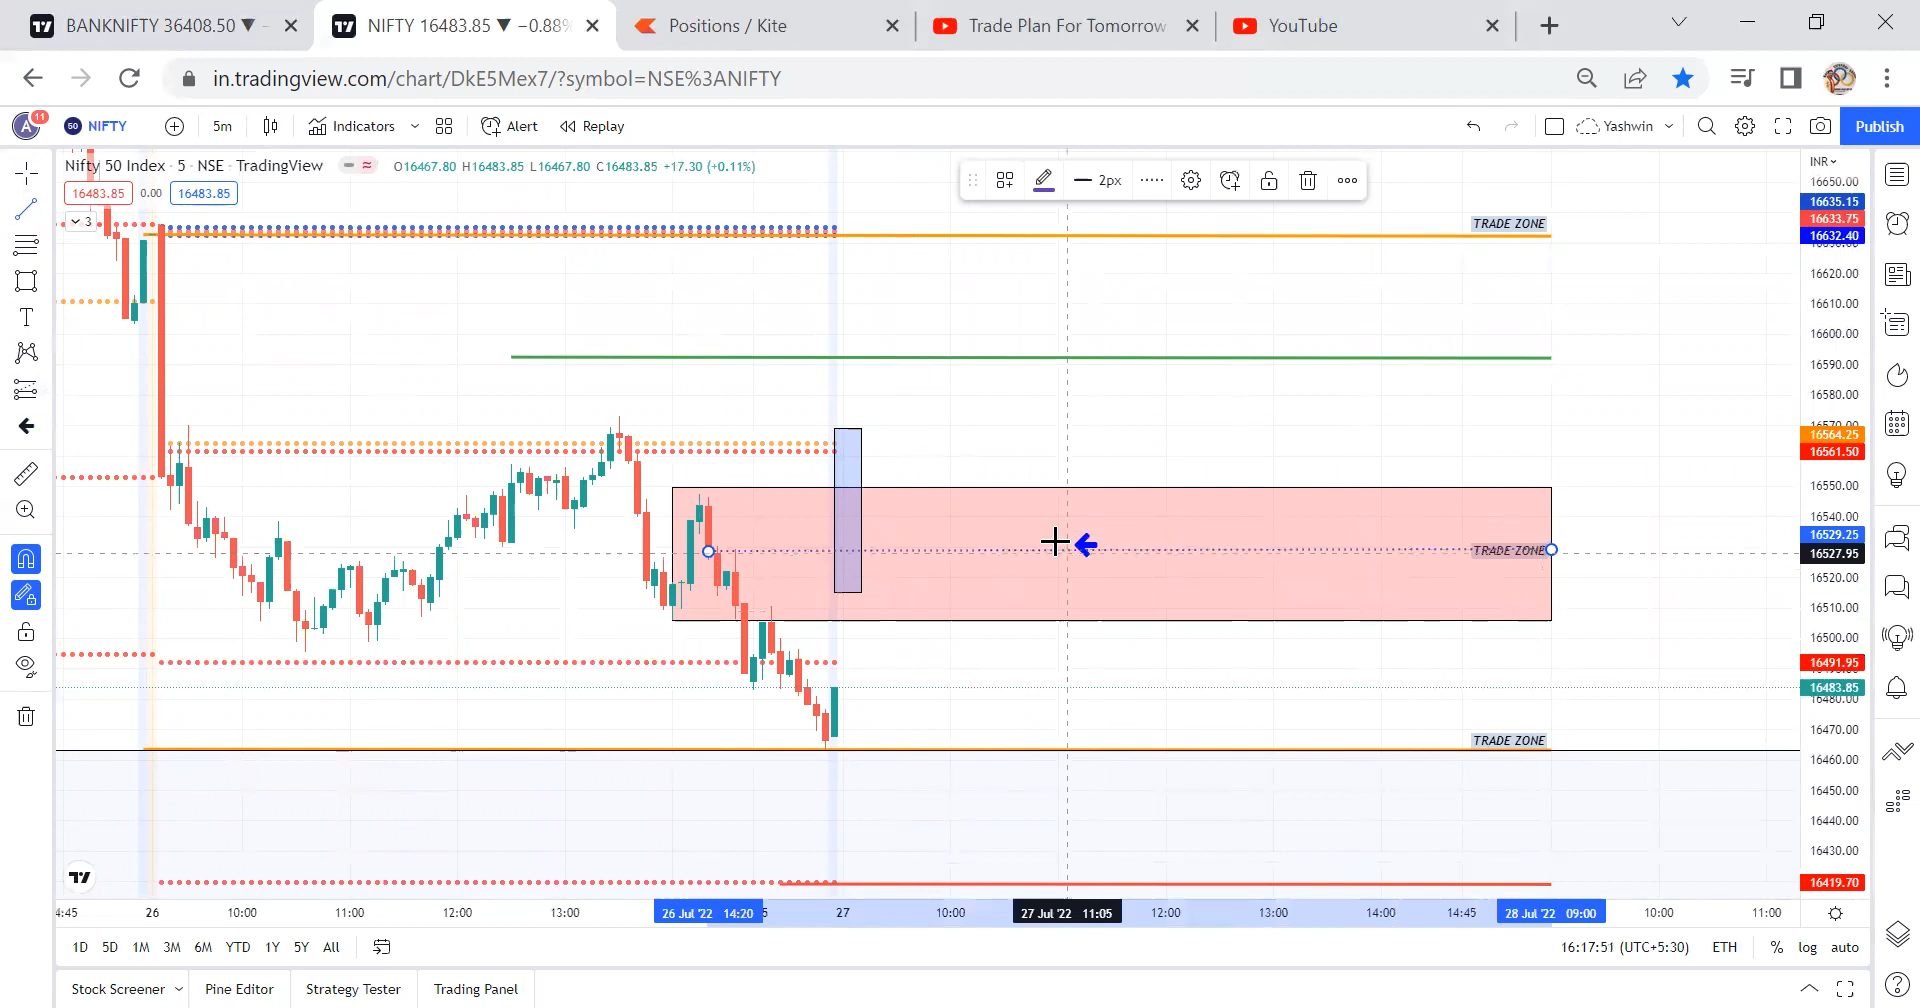 BANKNIFTY 36408.50 ▼ −
NIFTY 16483.85 ▼ −0.88%
Positions / Kite
Trade Plan For Tomorrow
YouTube
in.tradingview.com/chart/DkE5Mex7/?symbol=NSE%3ANIFTY
A 11 50 NIFTY 5m Indicators Alert Replay Yashwin Publish
Nifty 50 Index · 5 · NSE · TradingView O16467.80 H16483.85 L16467.80 C16483.85 +17.30 (+0.11%)
INR
16483.85 0.00 16483.85
2px
3
16650.00
16635.15
16633.75
16632.40
TRADE ZONE
16620.00
16610.00
16600.00
16590.00
16580.00
16570.00
16564.25
16561.50
16550.00
16540.00
16529.25
TRADE ZONE
16527.95
16520.00
16510.00
16500.00
16491.95
16483.85
16480.00
16470.00
TRADE ZONE
16460.00
16450.00
16440.00
16430.00
16419.70
4:45 26 10:00 11:00 12:00 13:00 26 Jul '22 14:20 5 27 10:00 27 Jul '22 11:05 12:00 13:00 14:00 14:45 28 Jul '22 09:00 10:00 11:00
1D 5D 1M 3M 6M YTD 1Y 5Y All 16:17:51 (UTC+5:30) ETH % log auto
Stock Screener Pine Editor Strategy Tester Trading Panel